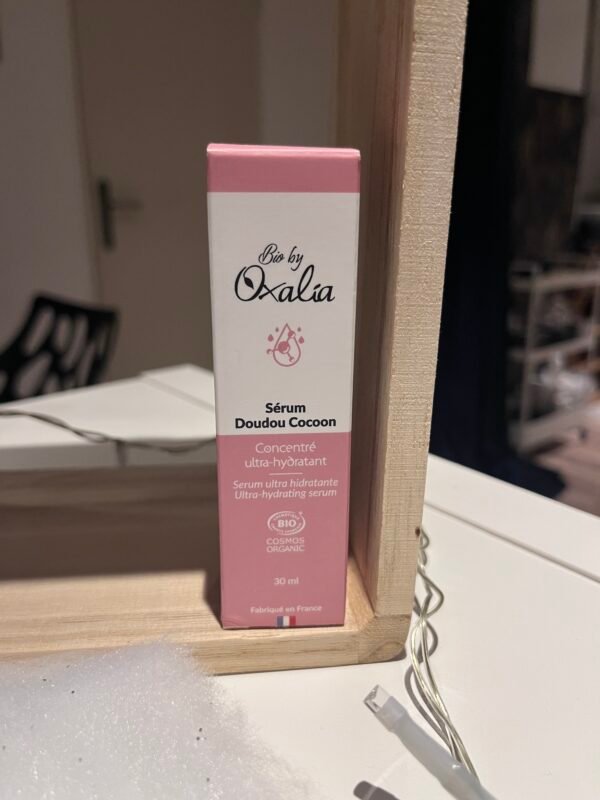 Bio by
Oxalia
Sérum
Doudou Cocoon
Concentré
ultra-hydratant
Serum ultra hidratante
Ultra-hydrating serum
BIO
COSMOS
ORGANIC
30 ml
Fabriqué en France